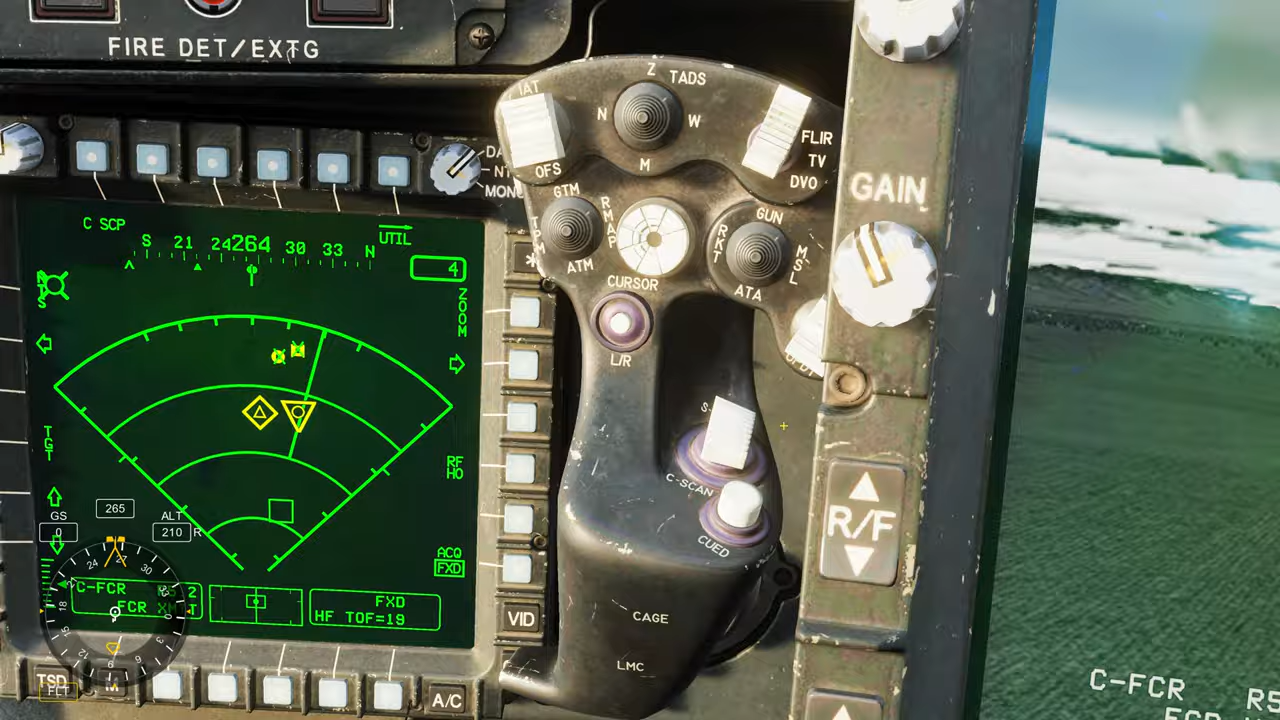 FIRE DET/EXTG
Z TADS
IAT
N
W
FLIR
TV
DVO
M
OFS
GAIN
GTM
RMAP
GUN
RKT
MSL
ATM
ATA
CURSOR
L/R
C-SCAN
CUED
R/F
CAGE
LMC
C SCP
S 21 24 264 30 33 N
UTIL
4
ZOOM
TGT
RF
HO
265
GS
0
ALT
210 R
ACQ
FXD
C-FCR
FXD
HF TOF=19
VID
TSD
FLT
M
A/C
C-FCR